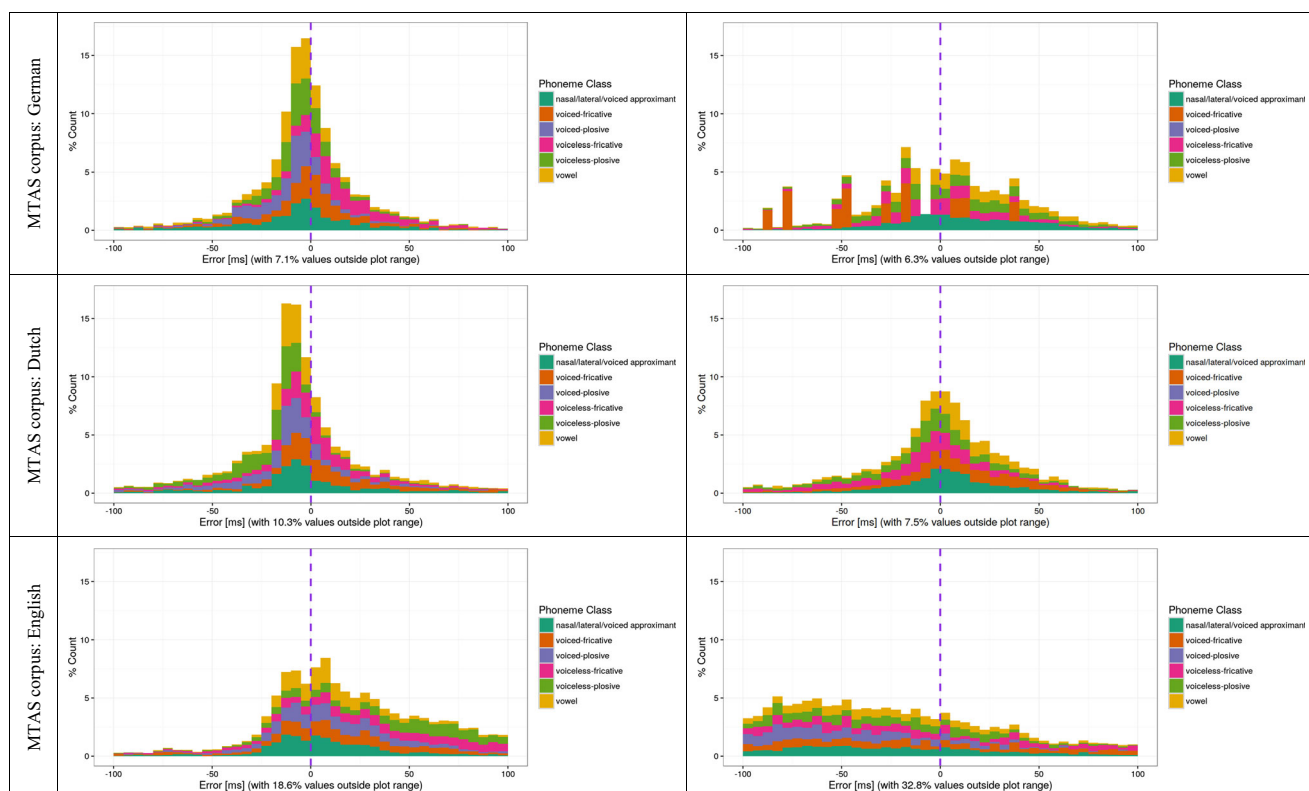 MTAS corpus: German
% Count
15
10
5
0
-100
-50
0
50
100
Error [ms] (with 7.1% values outside plot range)
Phoneme Class
nasal/lateral/voiced approximant
voiced-fricative
voiced-plosive
voiceless-fricative
voiceless-plosive
vowel
% Count
15
10
5
0
-100
-50
0
50
100
Error [ms] (with 6.3% values outside plot range)
Phoneme Class
nasal/lateral/voiced approximant
voiced-fricative
voiced-plosive
voiceless-fricative
voiceless-plosive
vowel
MTAS corpus: Dutch
% Count
15
10
5
0
-100
-50
0
50
100
Error [ms] (with 10.3% values outside plot range)
Phoneme Class
nasal/lateral/voiced approximant
voiced-fricative
voiced-plosive
voiceless-fricative
voiceless-plosive
vowel
% Count
15
10
5
0
-100
-50
0
50
100
Error [ms] (with 7.5% values outside plot range)
Phoneme Class
nasal/lateral/voiced approximant
voiced-fricative
voiced-plosive
voiceless-fricative
voiceless-plosive
vowel
MTAS corpus: English
% Count
15
10
5
0
-100
-50
0
50
100
Error [ms] (with 18.6% values outside plot range)
Phoneme Class
nasal/lateral/voiced approximant
voiced-fricative
voiced-plosive
voiceless-fricative
voiceless-plosive
vowel
% Count
15
10
5
0
-100
-50
0
50
100
Error [ms] (with 32.8% values outside plot range)
Phoneme Class
nasal/lateral/voiced approximant
voiced-fricative
voiced-plosive
voiceless-fricative
voiceless-plosive
vowel